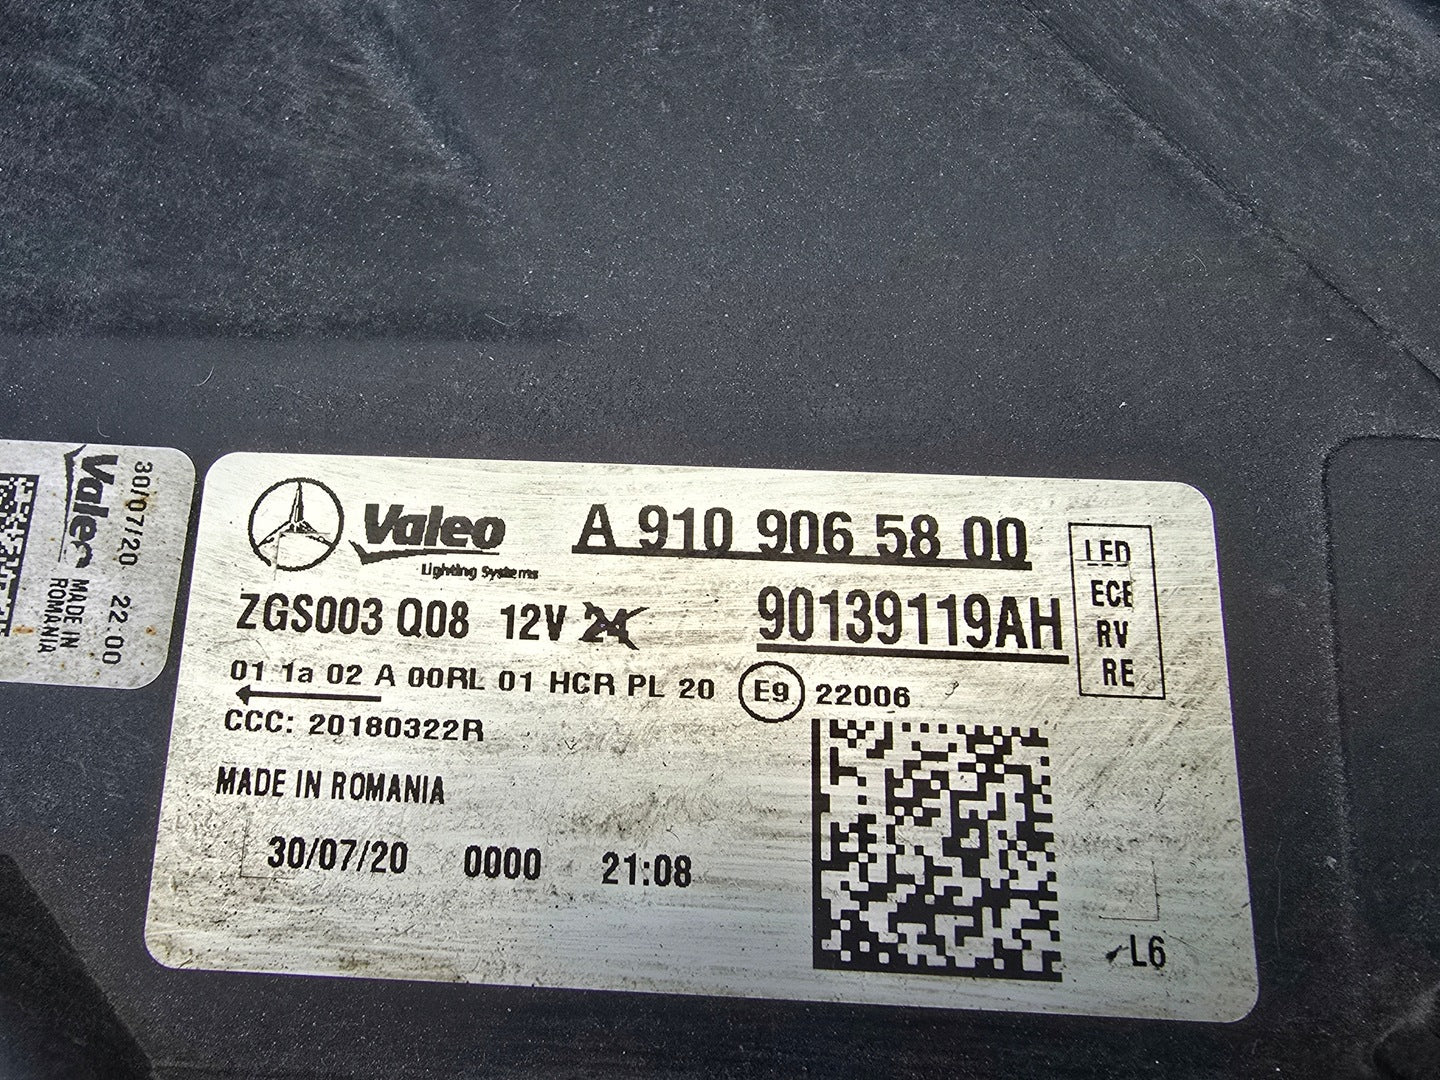 Valeo
30/07/20 22 00
MADE IN
ROMANIA
Valeo
Lighting Systems
A 910 906 58 00
ZGS003 Q08 12V 24
90139119AH
LED
ECE
RV
RE
01 1a 02 A 00RL 01 HCR PL 20 E9 22006
CCC: 20180322R
MADE IN ROMANIA
30/07/20 0000 21:08
L6